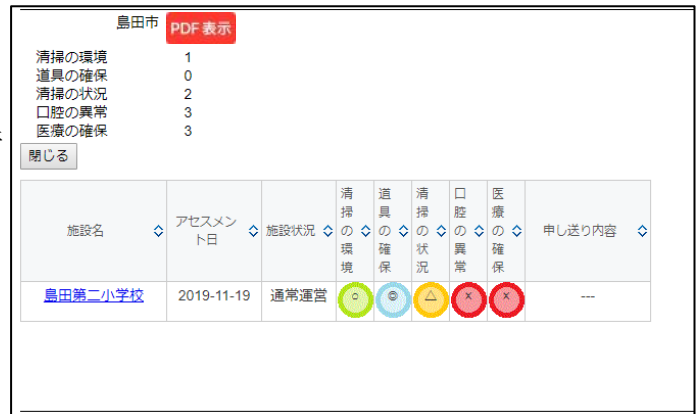 島田市 PDF 表示
清掃の環境 1
道具の確保 0
清掃の状況 2
口腔の異常 3
医療の確保 3
閉じる
施設名 アセスメント日 施設状況 清掃の環境 道具の確保 清掃の状況 口腔の異常 医療の確保 申し送り内容
島田第二小学校 2019-11-19 通常運営 ○ ◎ △ x x ---